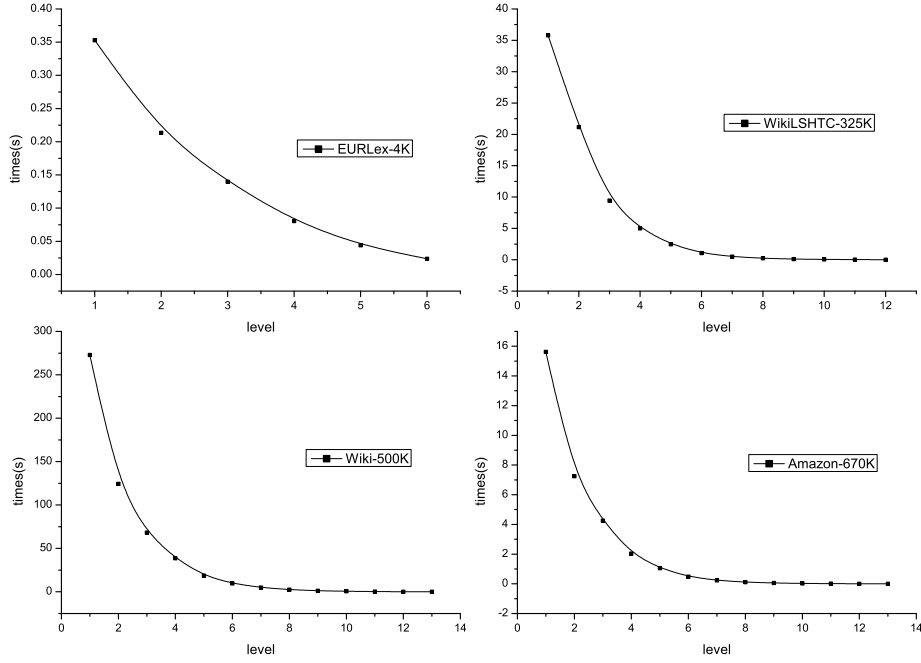 0.40
0.35
0.30
0.25
0.20
0.15
0.10
0.05
0.00
times(s)
EURLex-4K
1 2 3 4 5 6
level
40
35
30
25
20
15
10
5
0
-5
times(s)
WikiLSHTC-325K
0 2 4 6 8 10 12
level
300
250
200
150
100
50
0
times(s)
Wiki-500K
0 2 4 6 8 10 12 14
level
16
14
12
10
8
6
4
2
0
-2
times(s)
Amazon-670K
0 2 4 6 8 10 12 14
level